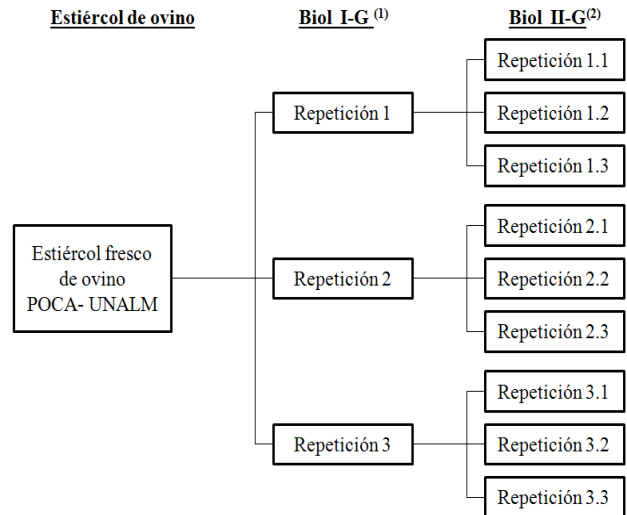 Estiércol de ovino
Biol I-G (1)
Biol II-G(2)
Estiércol fresco
de ovino
POCA- UNALM
Repetición 1
Repetición 2
Repetición 3
Repetición 1.1
Repetición 1.2
Repetición 1.3
Repetición 2.1
Repetición 2.2
Repetición 2.3
Repetición 3.1
Repetición 3.2
Repetición 3.3